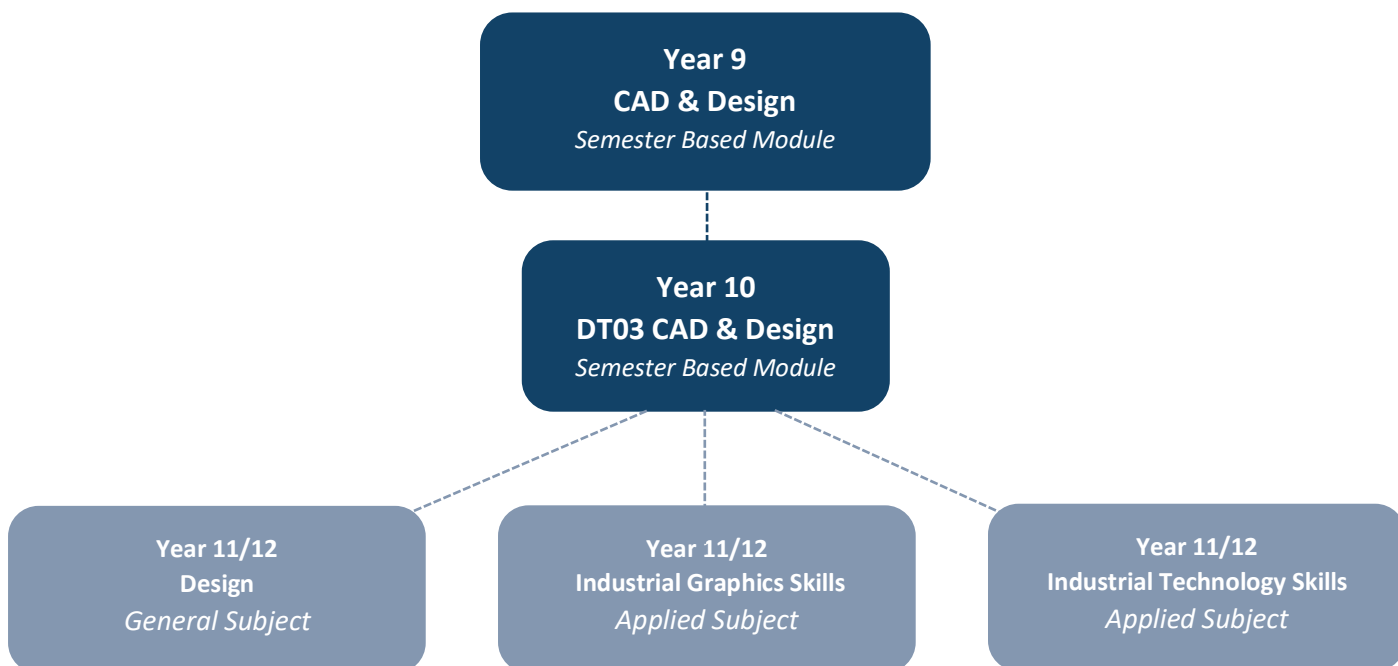 Year 9
CAD & Design
Semester Based Module
Year 10
DT03 CAD & Design
Semester Based Module
Year 11/12
Design
General Subject
Year 11/12
Industrial Graphics Skills
Applied Subject
Year 11/12
Industrial Technology Skills
Applied Subject